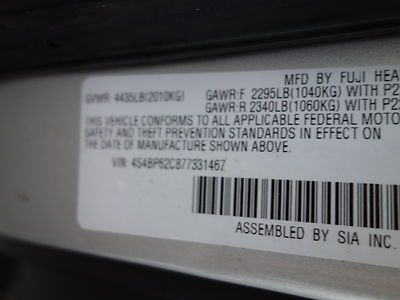 MFD BY FUJI HEA
GVWR 4435LB(2010KG) GAWR:F 2295LB(1040KG) WITH P2
GAWR:R 2340LB(1060KG) WITH P2
THIS VEHICLE CONFORMS TO ALL APPLICABLE FEDERAL MOTO
SAFETY AND THEFT PREVENTION STANDARDS IN EFFECT ON
DATE OF MANUFACTURE SHOWN ABOVE.
VIN: 4S4BP62C877331467
ASSEMBLED BY SIA INC.